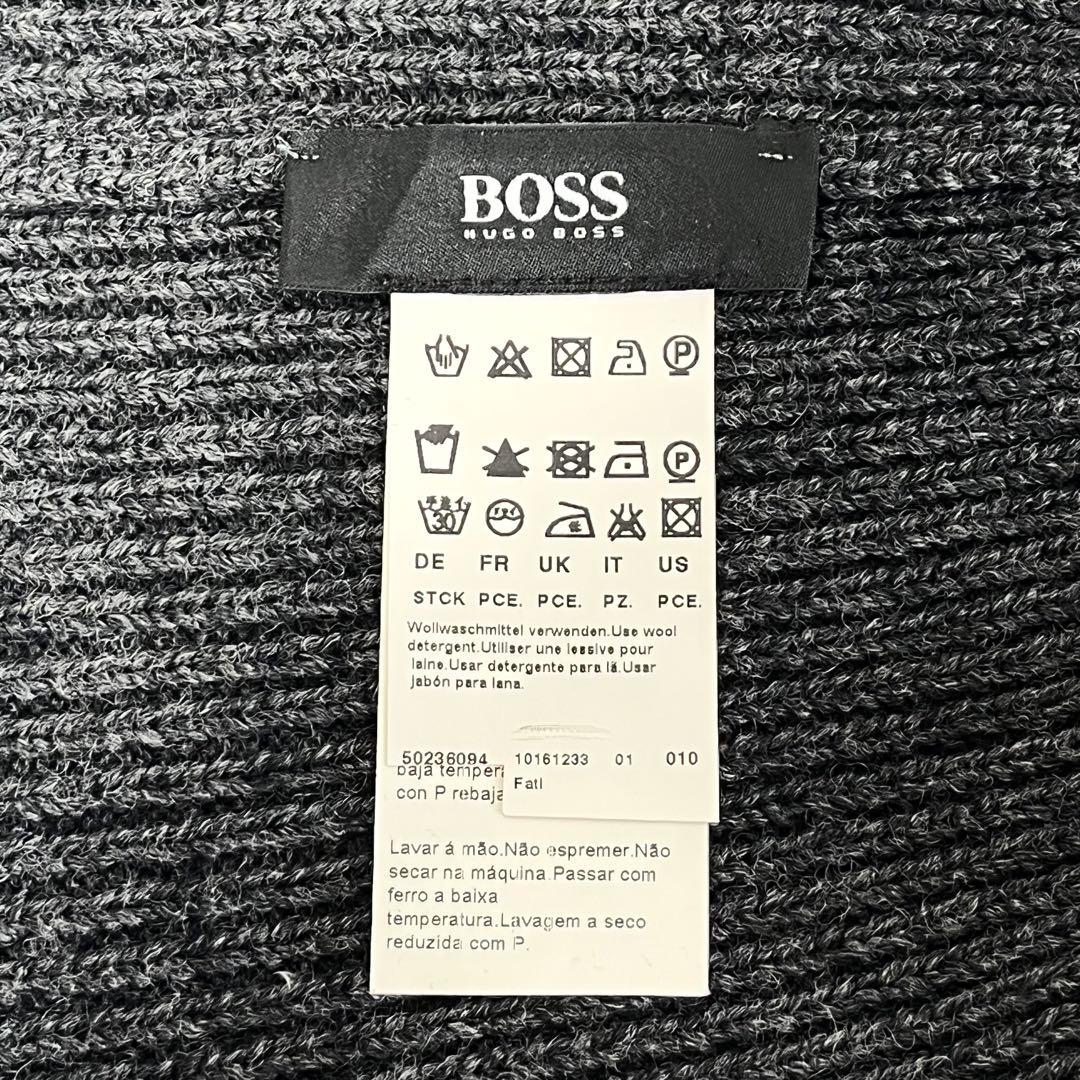 BOSS
HUGO BOSS
P
P
30
DE FR UK IT US
STCK PCE. PCE. PZ. PCE.
Wollwaschmittel verwenden.Use wool
detergent.Utiliser une lessive pour
laine.Usar detergente para lã.Usar
jabón para lana.
50236094 10161233 01 010
Fatl
baja tempera
con P rebaja
Lavar á mão.Não espremer.Não
secar na máquina.Passar com
ferro a baixa
temperatura.Lavagem a seco
reduzida com P.